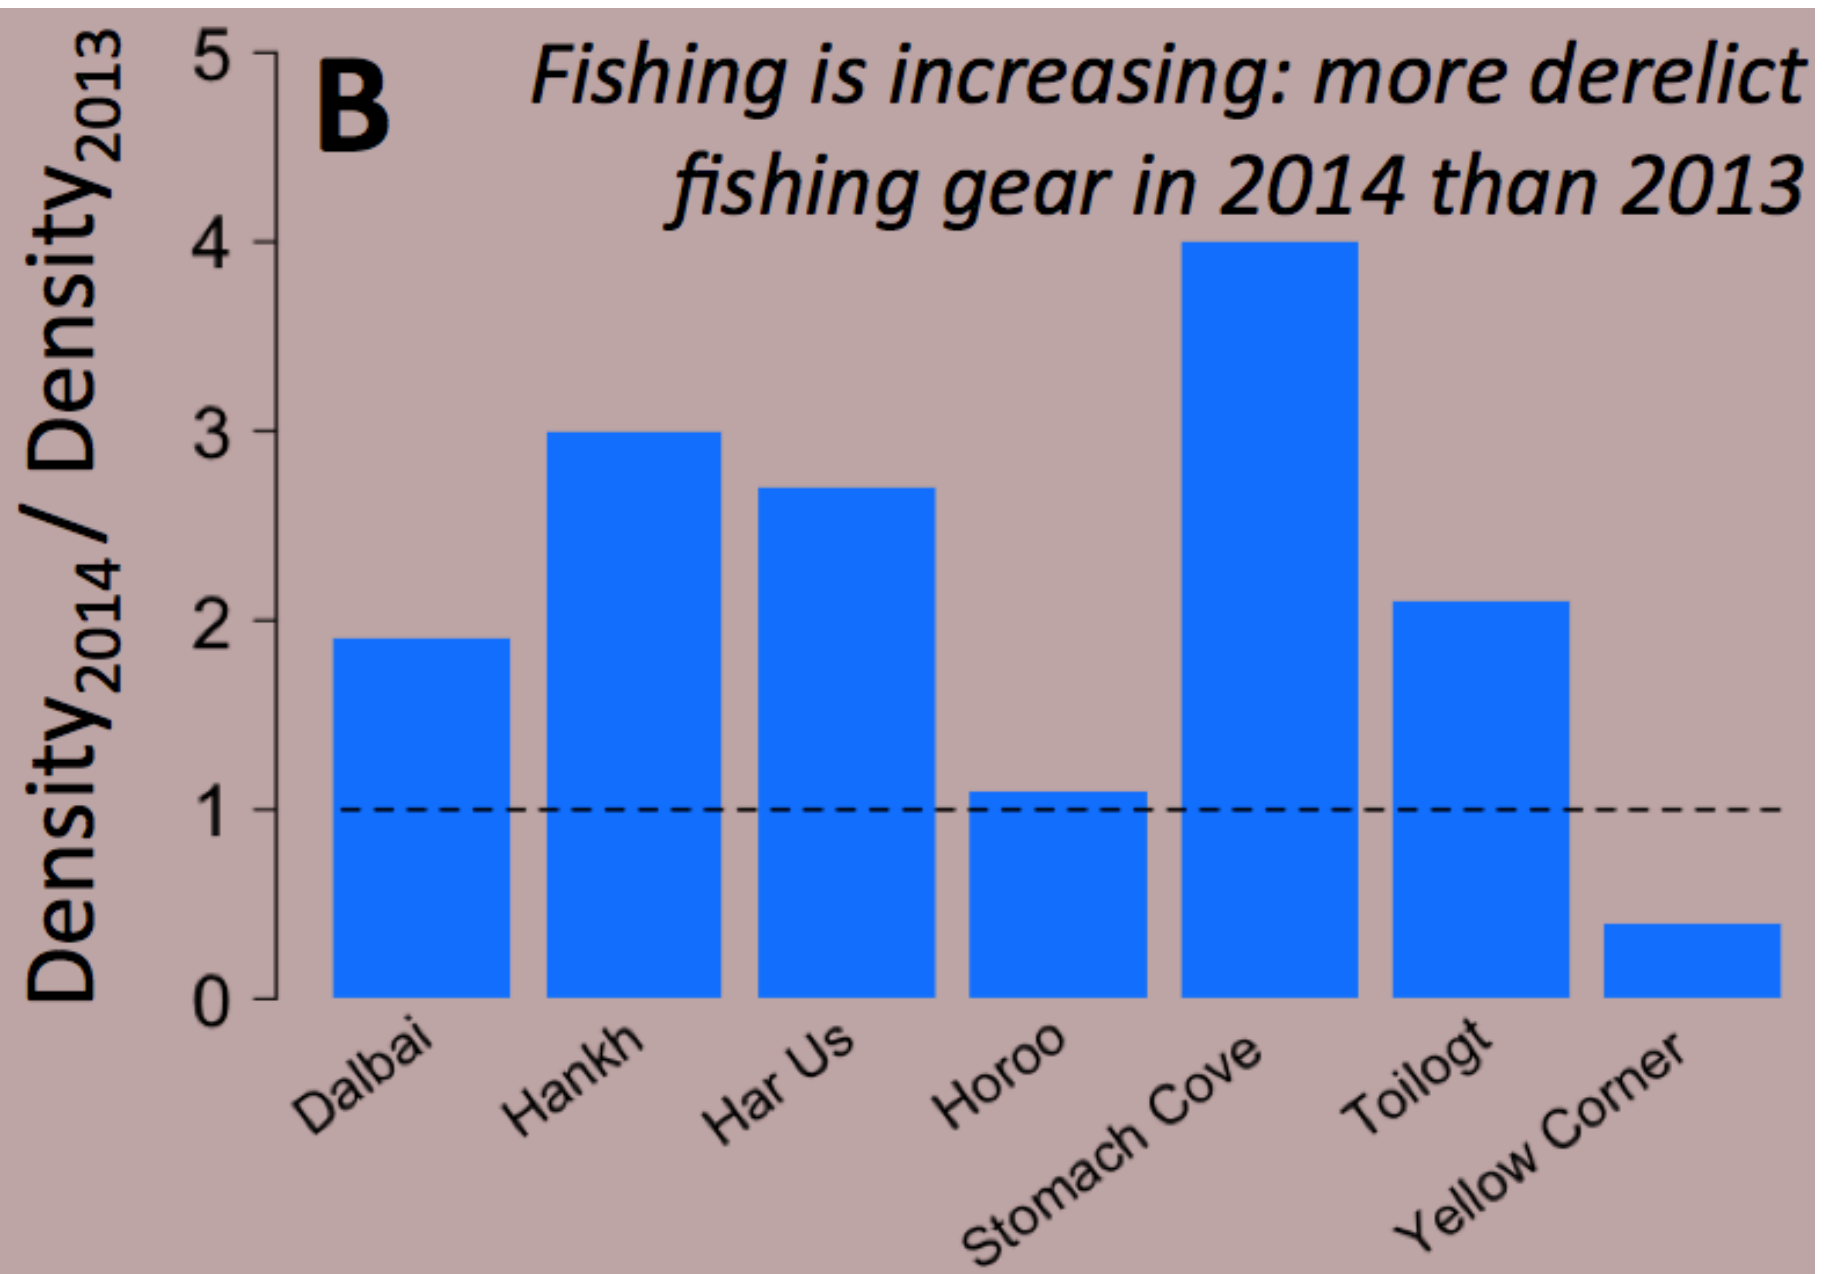 B
Fishing is increasing: more derelict
fishing gear in 2014 than 2013
Density2014 / Density2013
5
4
3
2
1
0
Dalbai
Hankh
Har Us
Horoo
Stomach Cove
Toilogt
Yellow Corner